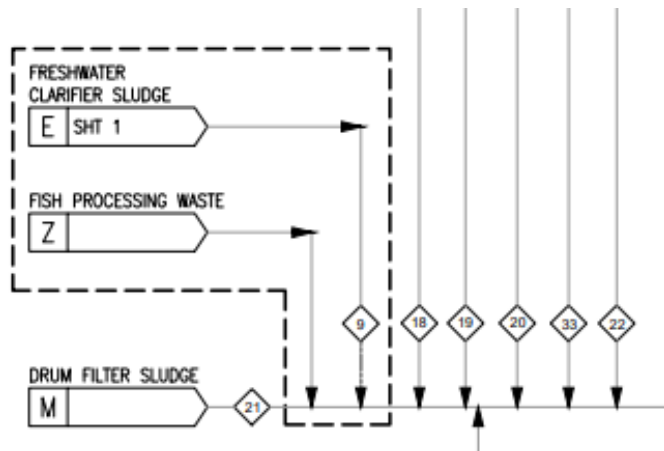 FRESHWATER
CLARIFIER SLUDGE
E SHT 1
FISH PROCESSING WASTE
Z
9 18 19 20 33 22
DRUM FILTER SLUDGE
M 21